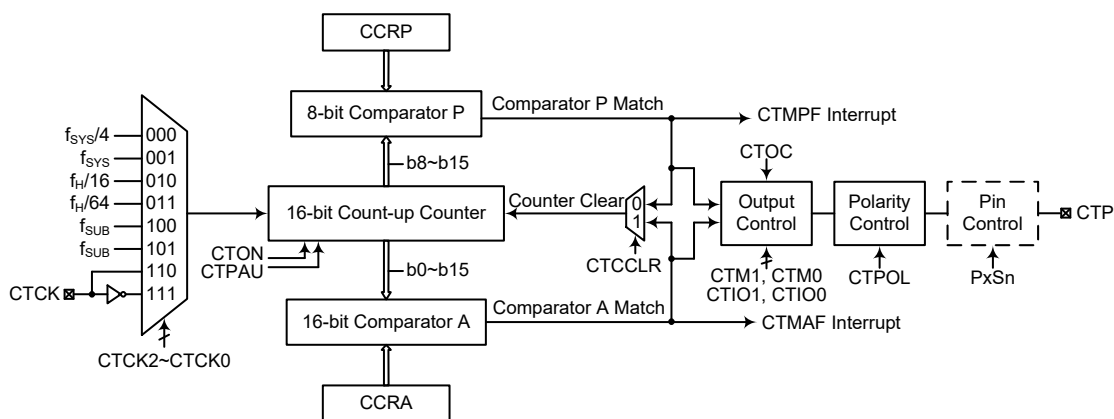 CCRP
8-bit Comparator P
Comparator P Match
CTMPF Interrupt
b8~b15
CTOC
fSYS/4
000
fSYS
001
fH/16
010
fH/64
011
fSUB
100
fSUB
101
110
111
CTCK
CTCK2~CTCK0
16-bit Count-up Counter
Counter Clear
0
1
CTCCLR
CTON
CTPAU
Output
Control
Polarity
Control
Pin
Control
CTP
CTM1, CTM0
CTIO1, CTIO0
CTPOL
PxSn
b0~b15
16-bit Comparator A
Comparator A Match
CTMAF Interrupt
CCRA